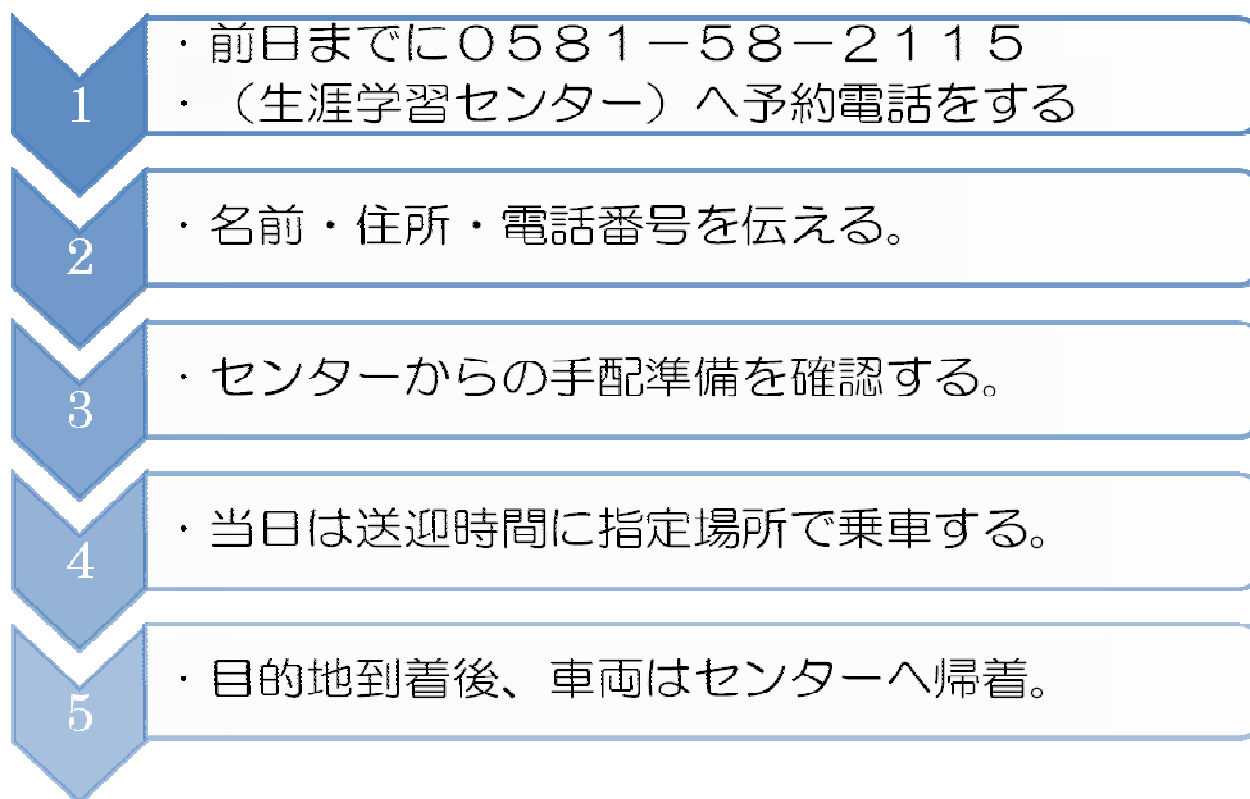 1
・前日までに０５８１－５８－２１１５
・（生涯学習センター）へ予約電話をする
2
・名前・住所・電話番号を伝える。
3
・センターからの手配準備を確認する。
4
・当日は送迎時間に指定場所で乗車する。
5
・目的地到着後、車両はセンターへ帰着。